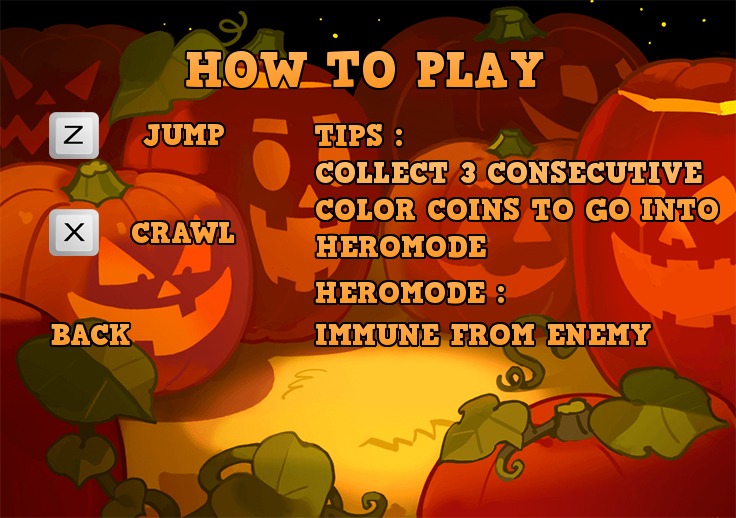 HOW TO PLAY
Z JUMP
X CRAWL
BACK
TIPS :
COLLECT 3 CONSECUTIVE
COLOR COINS TO GO INTO
HEROMODE
HEROMODE :
IMMUNE FROM ENEMY